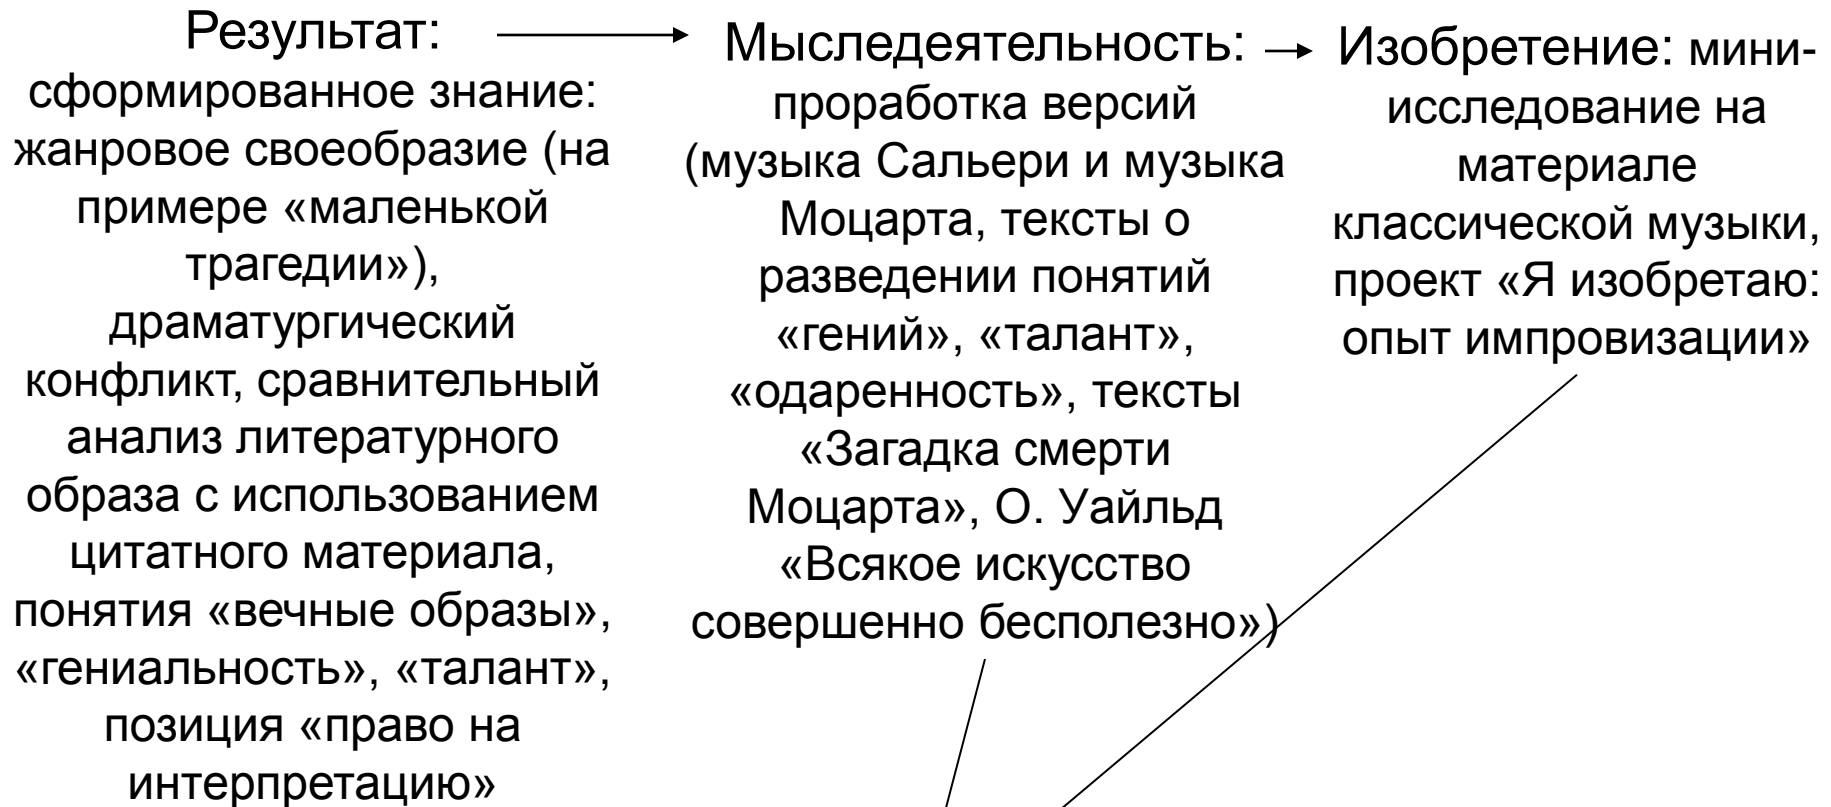 Результат:
сформированное знание:
жанровое своеобразие (на
примере «маленькой
трагедии»),
драматургический
конфликт, сравнительный
анализ литературного
образа с использованием
цитатного материала,
понятия «вечные образы»,
«гениальность», «талант»,
позиция «право на
интерпретацию»
Мыследеятельность:
проработка версий
(музыка Сальери и музыка
Моцарта, тексты о
разведении понятий
«гений», «талант»,
«одаренность», тексты
«Загадка смерти
Моцарта», О. Уайльд
«Всякое искусство
совершенно бесполезно»)
Изобретение: мини-
исследование на
материале
классической музыки,
проект «Я изобретаю:
опыт импровизации»